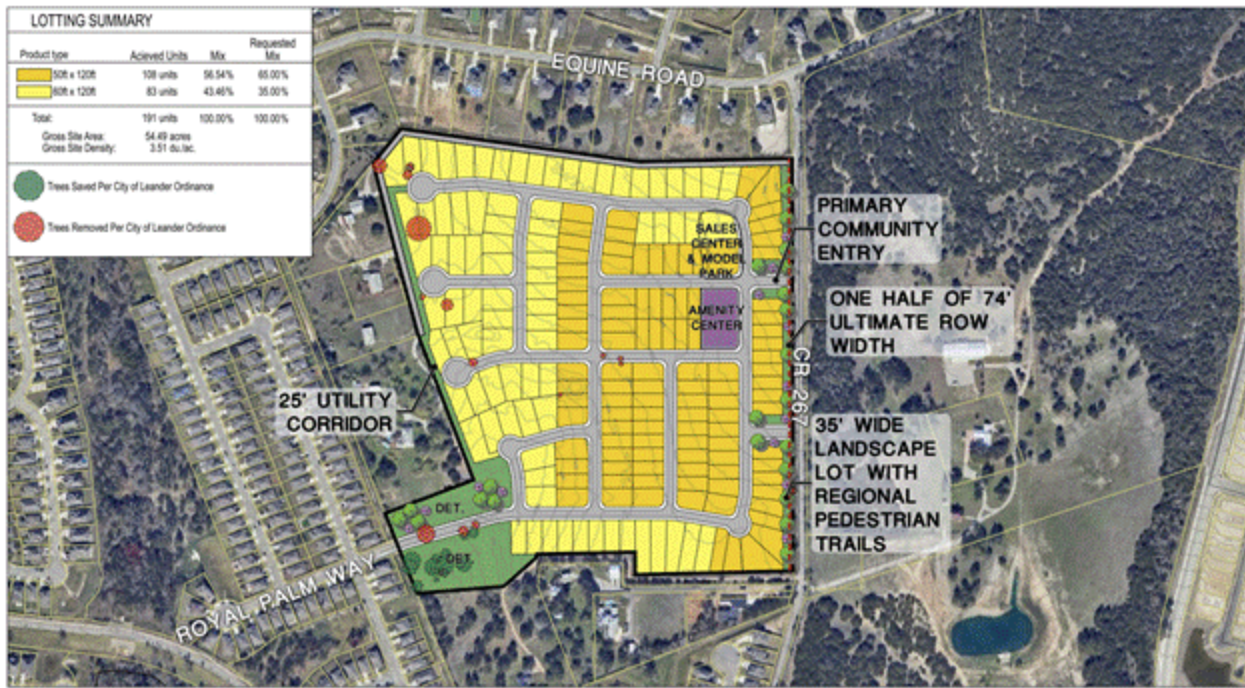 LOTTING SUMMARY
Product type Acieved Units Mix Requested Mix
50ft x 120ft 108 units 56.54% 65.00%
60ft x 120ft 83 units 43.46% 35.00%
Total: 191 units 100.00% 100.00%
Gross Site Area: 54.49 acres
Gross Site Density: 3.51 du./ac.
Trees Saved Per City of Leander Ordinance
Trees Removed Per City of Leander Ordinance
EQUINE ROAD
PRIMARY
COMMUNITY
ENTRY
SALES
CENTER
& MODEL
PARK
AMENITY
CENTER
ONE HALF OF 74'
ULTIMATE ROW
WIDTH
CR 267
25' UTILITY
CORRIDOR
35' WIDE
LANDSCAPE
LOT WITH
REGIONAL
PEDESTRIAN
TRAILS
DET.
DET.
ROYAL PALM WAY